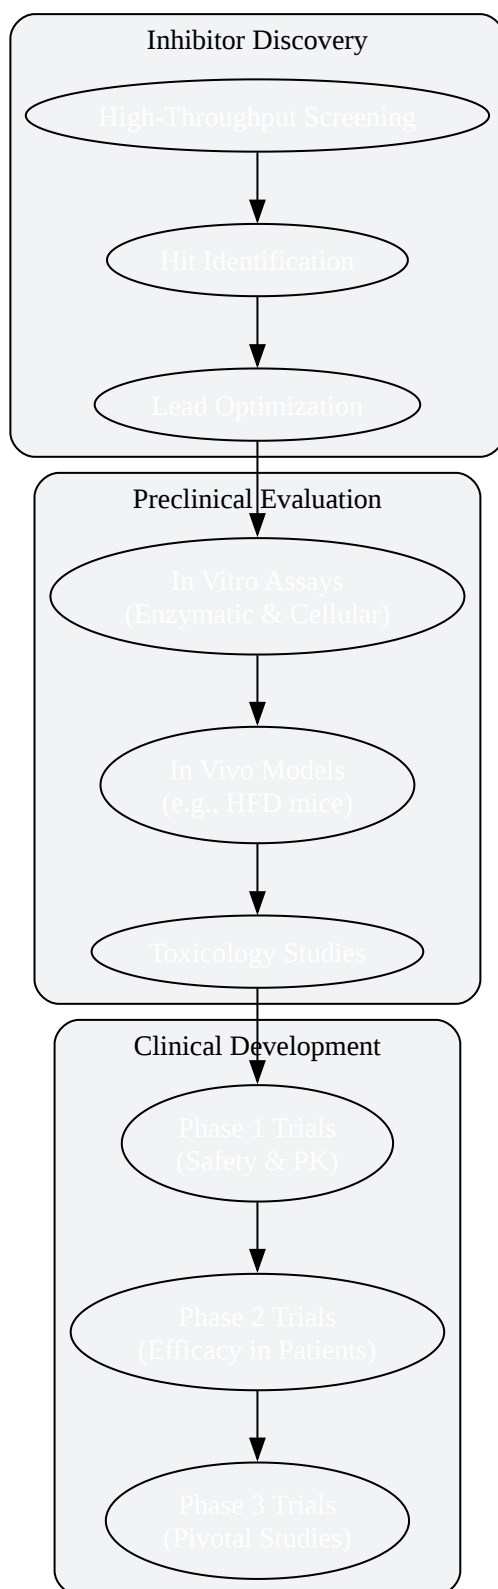 Inhibitor Discovery
High-Throughput Screening
Hit Identification
Lead Optimization
Preclinical Evaluation
In Vitro Assays
(Enzymatic & Cellular)
In Vivo Models
(e.g., HFD mice)
Toxicology Studies
Clinical Development
Phase 1 Trials
(Safety & PK)
Phase 2 Trials
(Efficacy in Patients)
Phase 3 Trials
(Pivotal Studies)